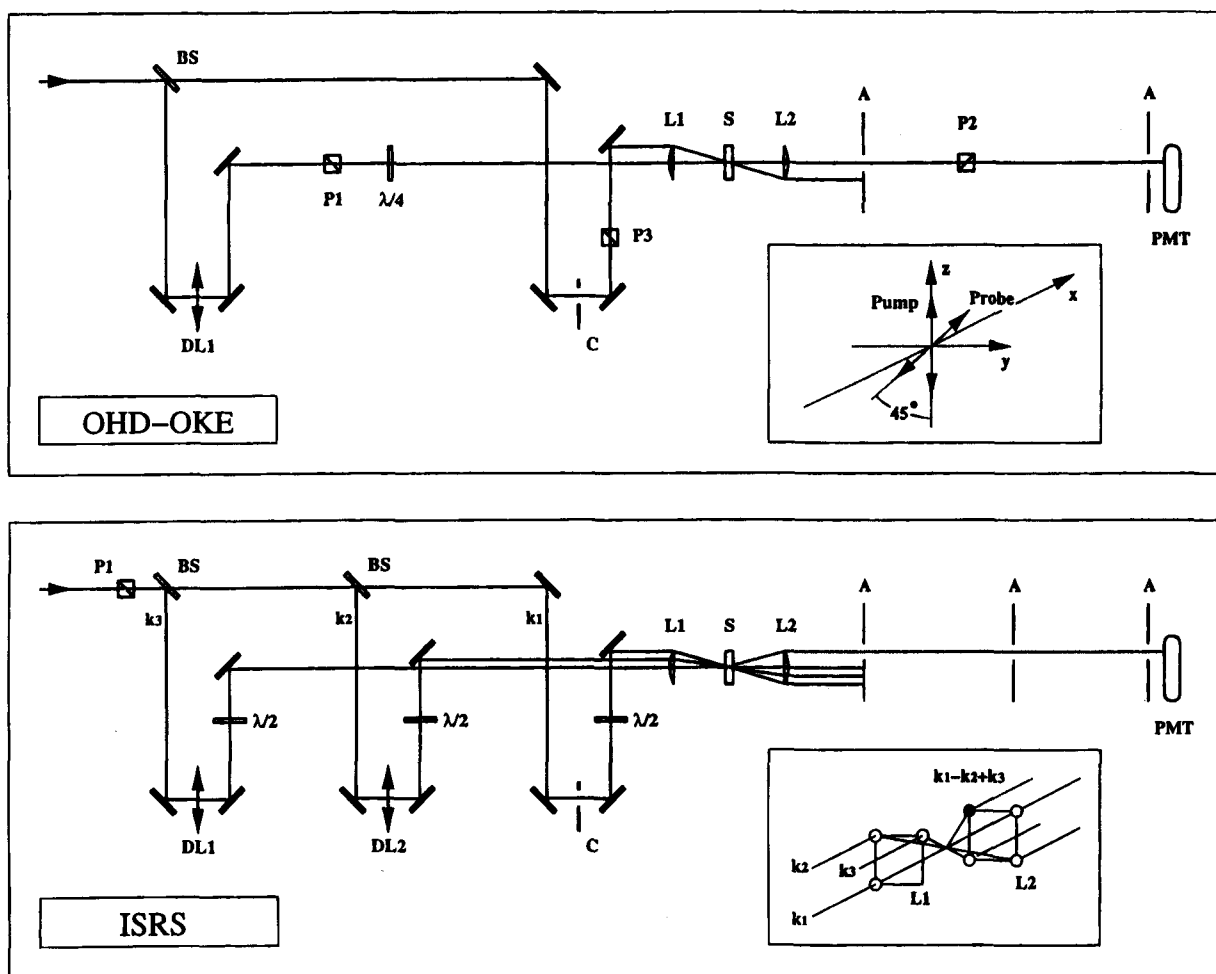 BS
L1
S
L2
A
P2
A
P1
λ/4
P3
PMT
DL1
C
z
Pump
Probe
x
y
45°
OHD–OKE
P1
BS
BS
k3
k2
k1
L1
S
L2
A
A
A
λ/2
λ/2
λ/2
PMT
DL1
DL2
C
k1–k2+k3
k2
k3
L1
L2
k1
ISRS